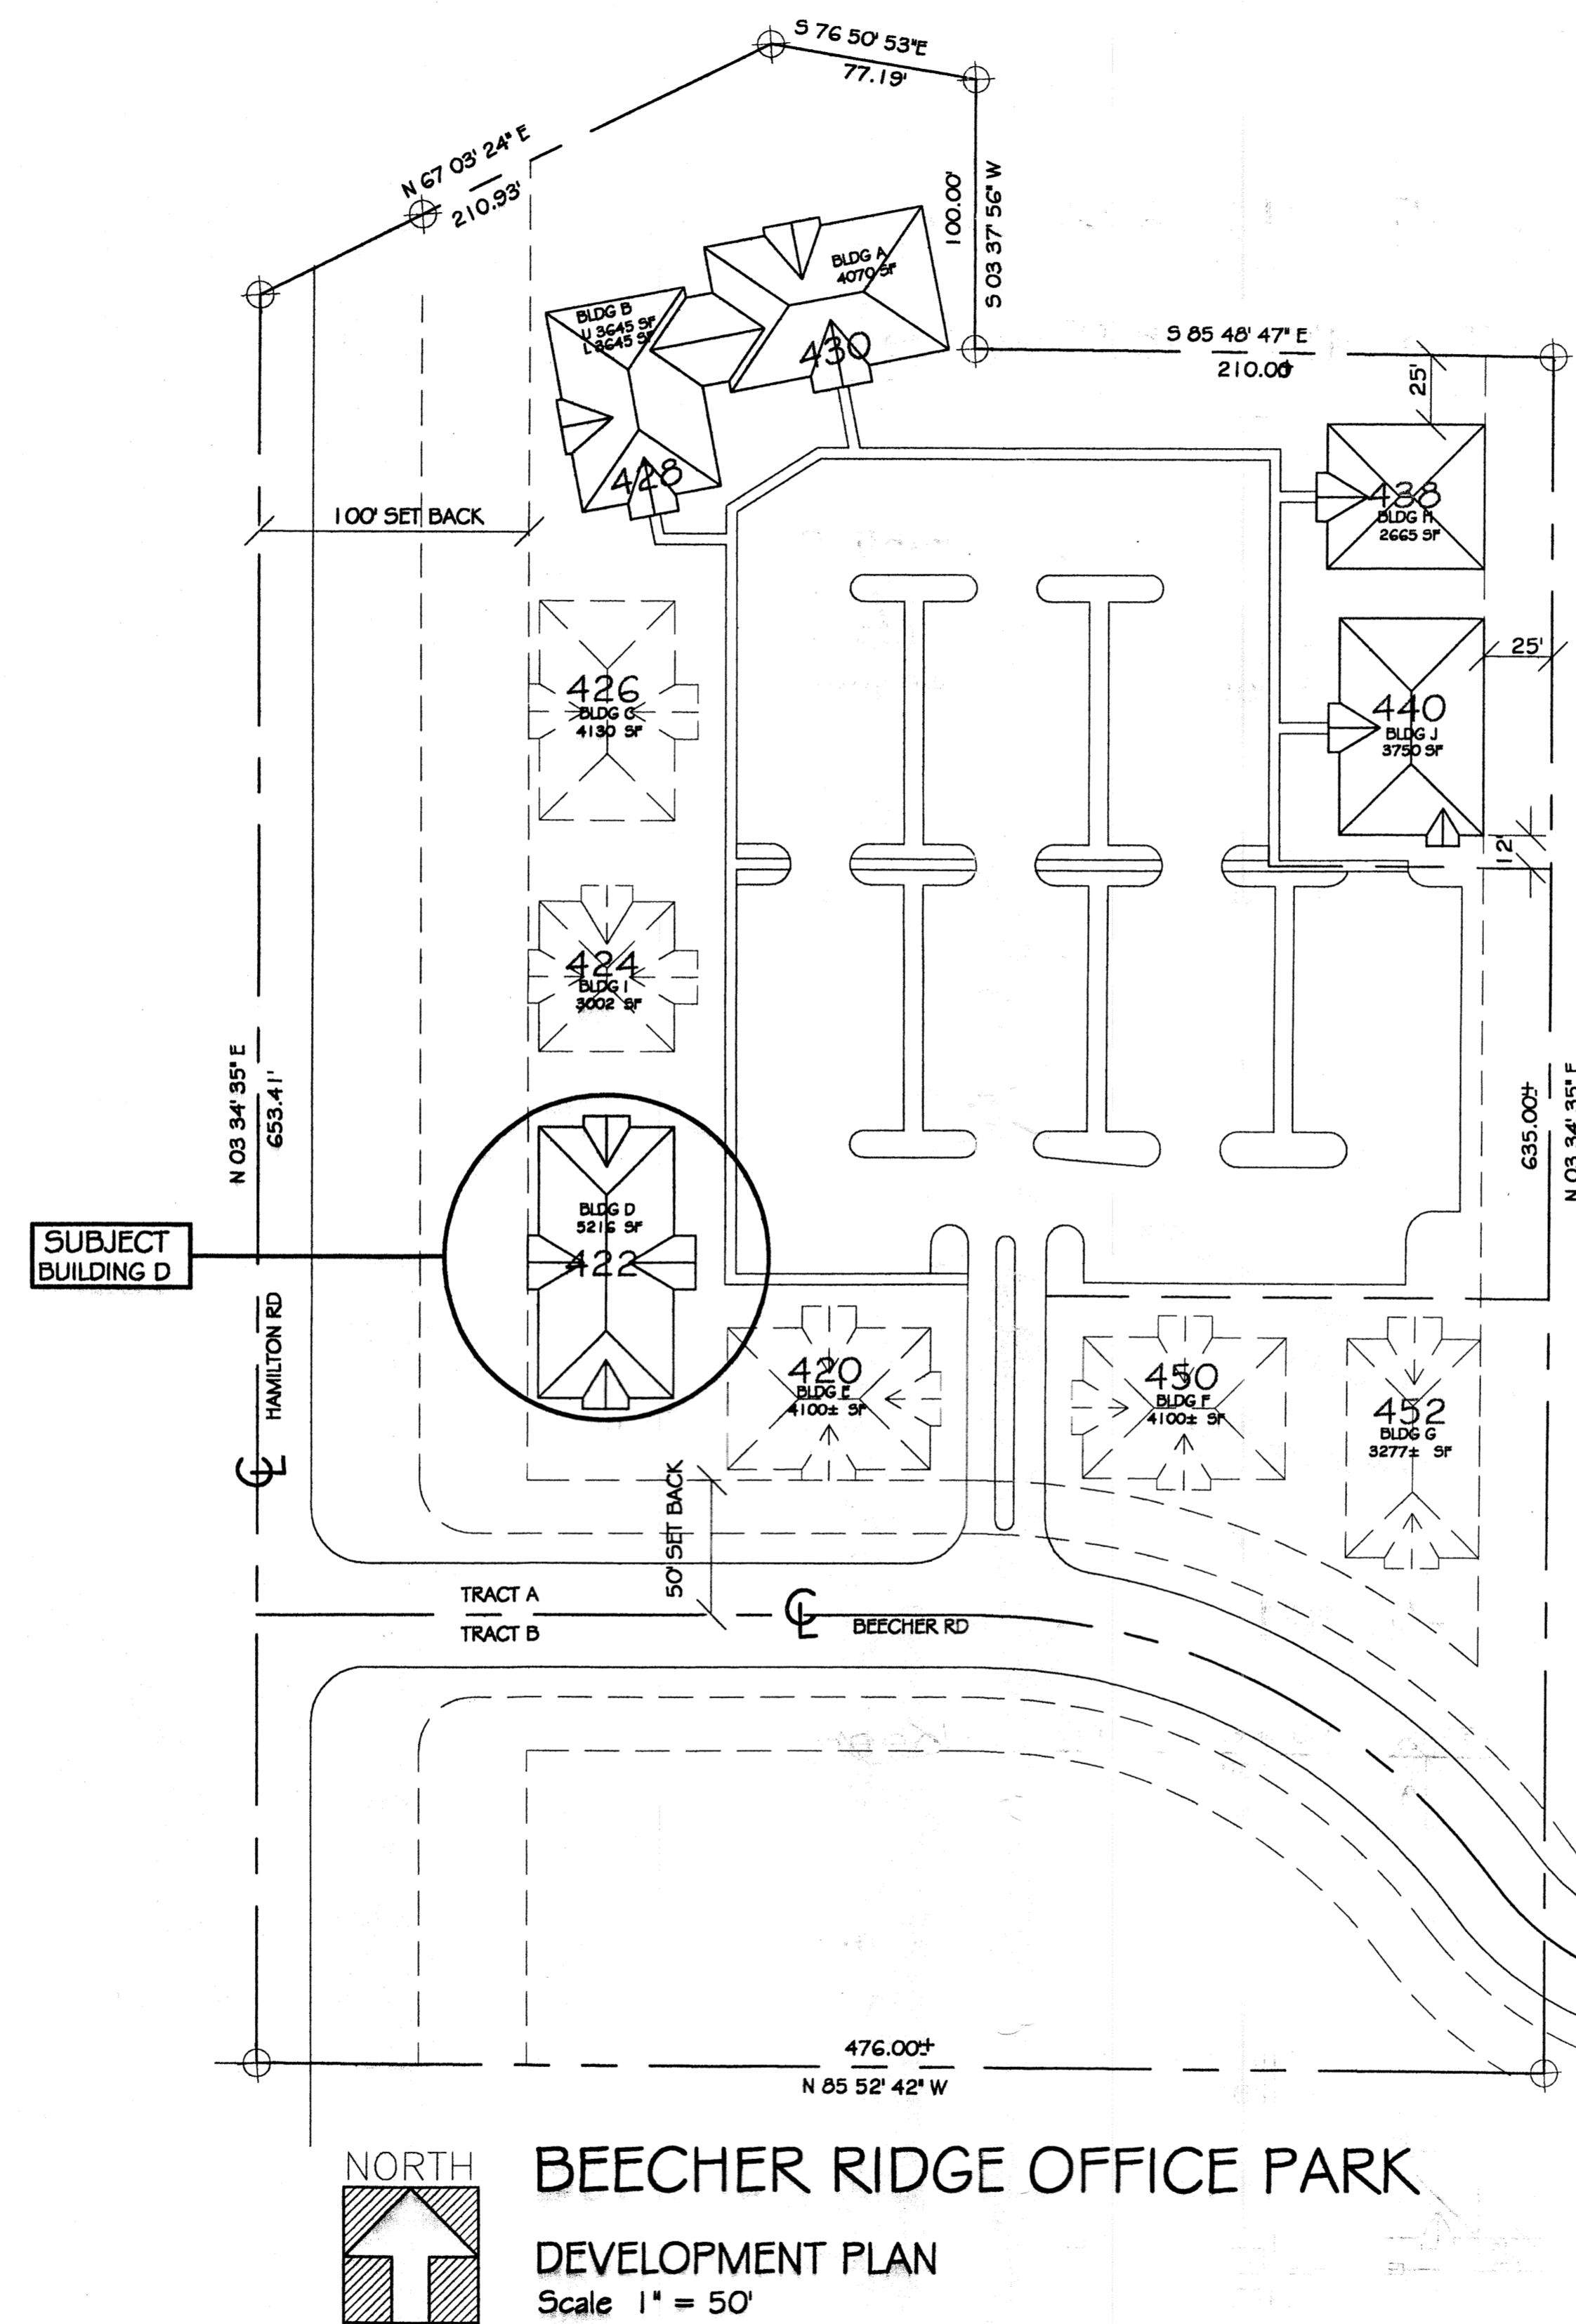 S 76 50' 53"E
77.19'
N 67 03' 24" E
210.93'
100.00'
S 03 37' 56" W
BLDG A
4070 SF
430
BLDG B
U 3645 SF
L 3645 SF
428
S 85 48' 47" E
210.00±
25'
438
BLDG H
2665 SF
100' SET BACK
426
BLDG C
4130 SF
25'
440
BLDG J
3750 SF
12'
424
BLDG I
3002 SF
N 03 34' 35" E
653.41'
635.00±
N 03 34' 35" E
BLDG D
5216 SF
422
SUBJECT
BUILDING D
HAMILTON RD
420
BLDG E
4100± SF
450
BLDG F
4100± SF
452
BLDG G
3277± SF
CL
50' SET BACK
TRACT A
TRACT B
CL
BEECHER RD
476.00±
N 85 52' 42" W
NORTH
BEECHER RIDGE OFFICE PARK
DEVELOPMENT PLAN
Scale 1" = 50'